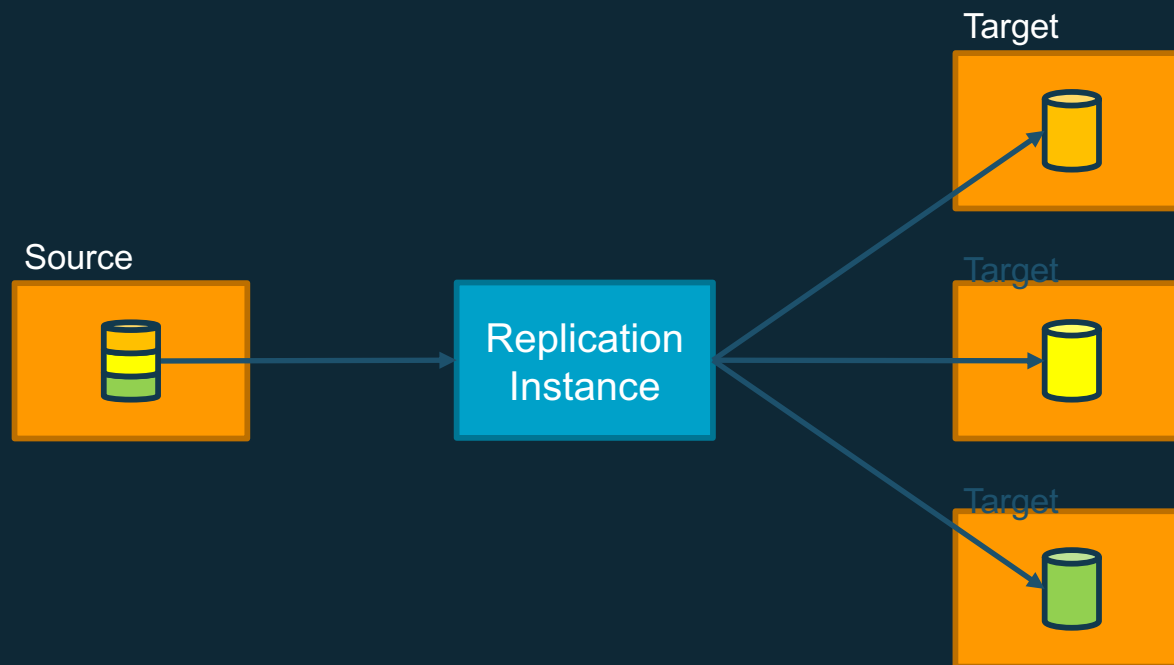 Target
Source
Target
Replication
Instance
Target